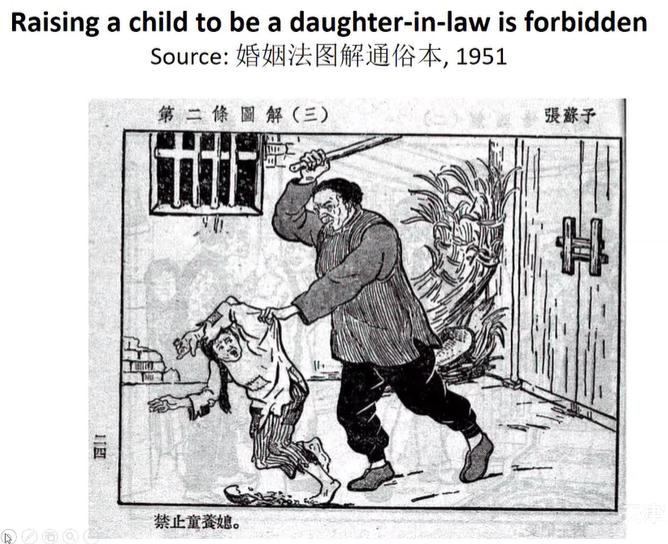 Raising a child to be a daughter-in-law is forbidden
Source: 婚姻法图解通俗本, 1951
第二條圖解(三)
張蘇予
二四
禁止童養媳。